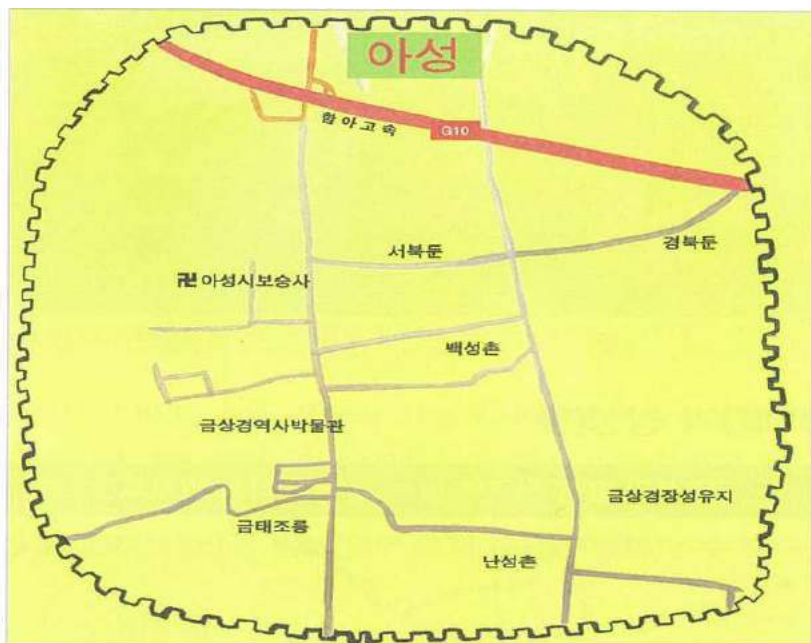 아성
함아고속
G10
서북둔
경북둔
卍아성시보승사
백성촌
금상경역사박물관
금상경장성유지
금태조릉
난성촌